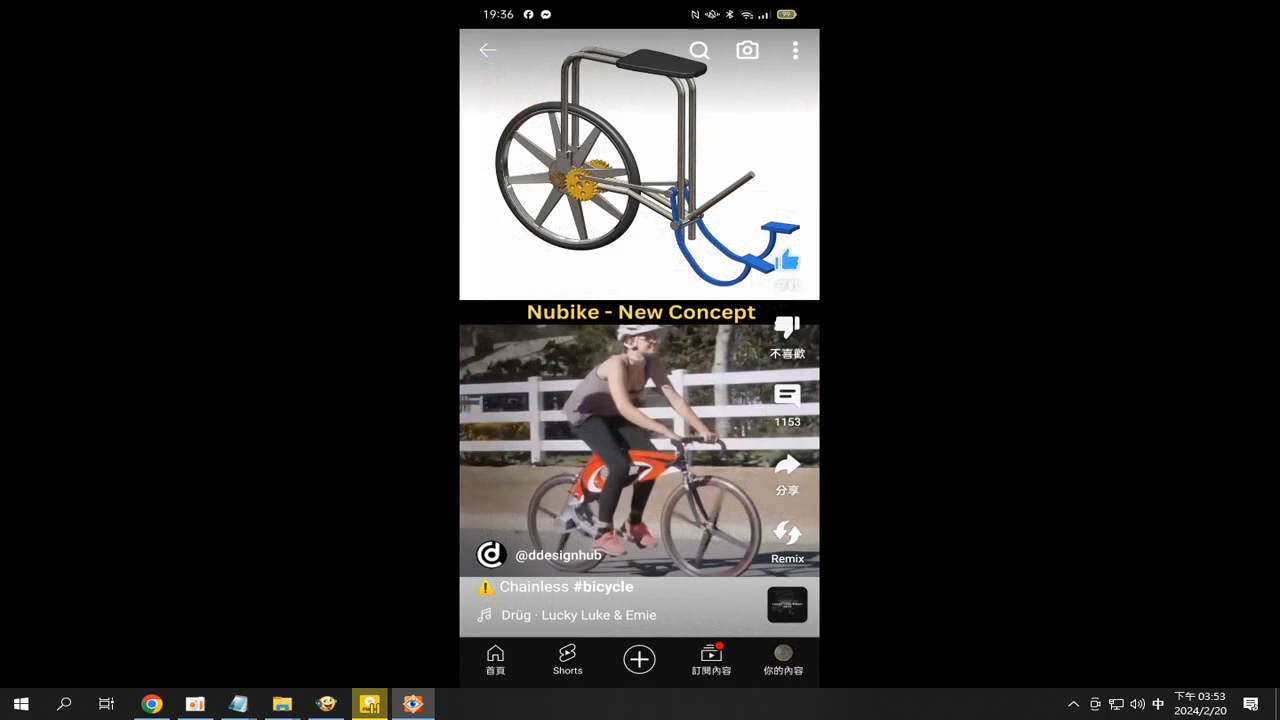 19:36
99
Nubike - New Concept
不喜歡
1153
分享
Remix
@ddesignhub
⚠️ Chainless #bicycle
Drüg · Lucky Luke & Emie
首頁
Shorts
訂閱內容
你的內容
中
下午 03:53
2024/2/20